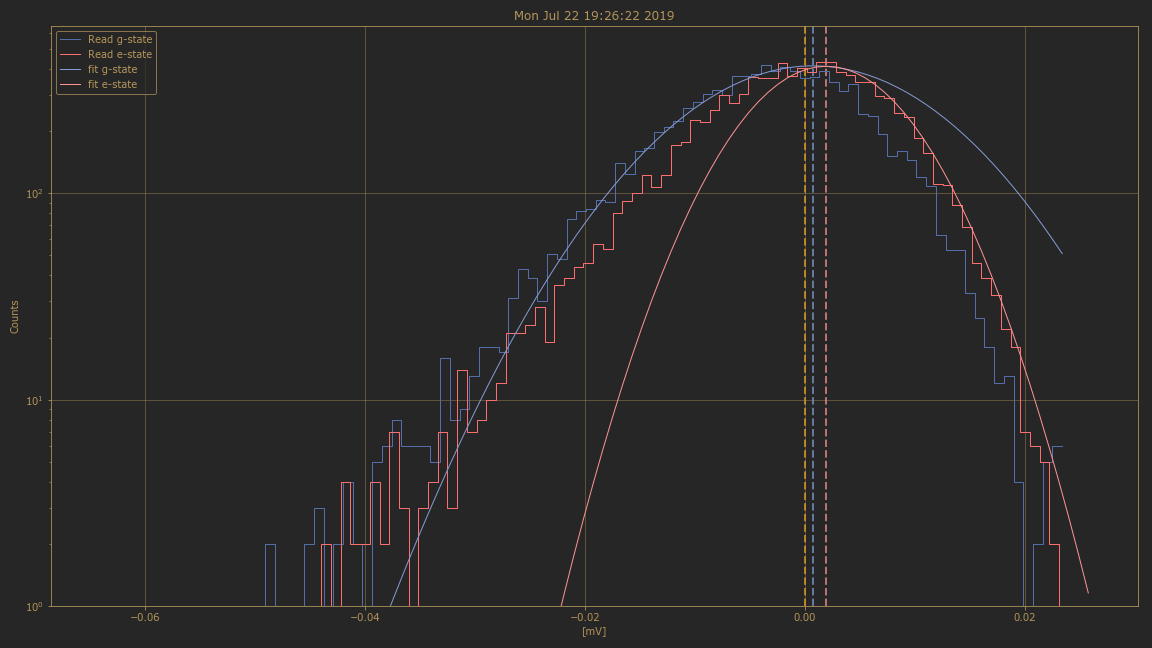 Mon Jul 22 19:26:22 2019
Read g-state
Read e-state
fit g-state
fit e-state
Counts
10²
10¹
10⁰
−0.06
−0.04
−0.02
0.00
0.02
[mV]